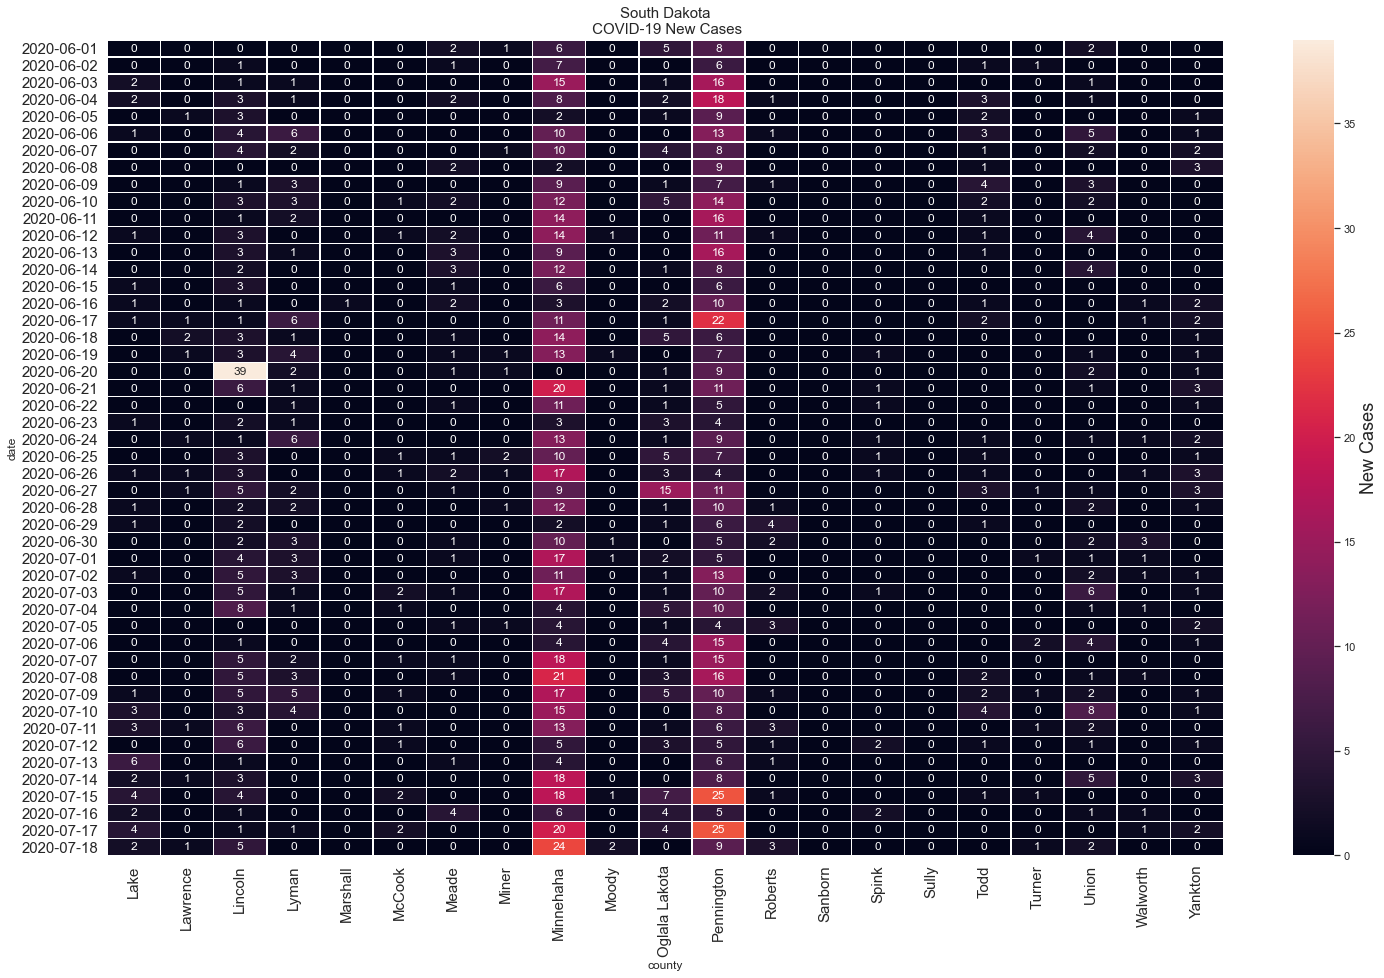 South Dakota
COVID-19 New Cases
2020-06-01 0 0 0 0 0 0 2 1 6 0 5 8 0 0 0 0 0 0 2 0 0
2020-06-02 0 0 1 0 0 0 1 0 7 0 0 6 0 0 0 0 1 1 0 0 0
2020-06-03 2 0 1 1 0 0 0 0 15 0 1 16 0 0 0 0 0 0 1 0 0
2020-06-04 2 0 3 1 0 0 2 0 8 0 2 18 1 0 0 0 3 0 1 0 0
2020-06-05 0 1 3 0 0 0 0 0 2 0 1 9 0 0 0 0 2 0 0 0 1
2020-06-06 1 0 4 6 0 0 0 0 10 0 0 13 1 0 0 0 3 0 5 0 1
2020-06-07 0 0 4 2 0 0 0 1 10 0 4 8 0 0 0 0 1 0 2 0 2
2020-06-08 0 0 0 0 0 0 2 0 2 0 0 9 0 0 0 0 1 0 0 0 3
2020-06-09 0 0 1 3 0 0 0 0 9 0 1 7 1 0 0 0 4 0 3 0 0
2020-06-10 0 0 3 3 0 1 2 0 12 0 5 14 0 0 0 0 2 0 2 0 0
2020-06-11 0 0 1 2 0 0 0 0 14 0 0 16 0 0 0 0 1 0 0 0 0
2020-06-12 1 0 3 0 0 1 2 0 14 1 0 11 1 0 0 0 1 0 4 0 0
2020-06-13 0 0 3 1 0 0 3 0 9 0 0 16 0 0 0 0 1 0 0 0 0
2020-06-14 0 0 2 0 0 0 3 0 12 0 1 8 0 0 0 0 0 0 4 0 0
2020-06-15 1 0 3 0 0 0 1 0 6 0 0 6 0 0 0 0 0 0 0 0 0
2020-06-16 1 0 1 0 1 0 2 0 3 0 2 10 0 0 0 0 1 0 0 1 2
2020-06-17 1 1 1 6 0 0 0 0 11 0 1 22 0 0 0 0 2 0 0 1 2
2020-06-18 0 2 3 1 0 0 1 0 14 0 5 6 0 0 0 0 0 0 0 0 1
2020-06-19 0 1 3 4 0 0 1 1 13 1 0 7 0 0 1 0 0 0 1 0 1
2020-06-20 0 0 39 2 0 0 1 1 0 0 1 9 0 0 0 0 0 0 2 0 1
2020-06-21 0 0 6 1 0 0 0 0 20 0 1 11 0 0 1 0 0 0 1 0 3
2020-06-22 0 0 0 1 0 0 1 0 11 0 1 5 0 0 1 0 0 0 0 0 1
2020-06-23 1 0 2 1 0 0 0 0 3 0 3 4 0 0 0 0 0 0 0 0 0
2020-06-24 0 1 1 6 0 0 0 0 13 0 1 9 0 0 1 0 1 0 1 1 2
2020-06-25 0 0 3 0 0 1 1 2 10 0 5 7 0 0 1 0 1 0 0 0 1
2020-06-26 1 1 3 0 0 1 2 1 17 0 3 4 0 0 1 0 1 0 0 1 3
2020-06-27 0 1 5 2 0 0 1 0 9 0 15 11 0 0 0 0 3 1 1 0 3
2020-06-28 1 0 2 2 0 0 0 1 12 0 1 10 1 0 0 0 0 0 2 0 1
2020-06-29 1 0 2 0 0 0 0 0 2 0 1 6 4 0 0 0 1 0 0 0 0
2020-06-30 0 0 2 3 0 0 1 0 10 1 0 5 2 0 0 0 0 0 2 3 0
2020-07-01 0 0 4 3 0 0 1 0 17 1 2 5 0 0 0 0 0 1 1 1 0
2020-07-02 1 0 5 3 0 0 0 0 11 0 1 13 0 0 0 0 0 0 2 1 1
2020-07-03 0 0 5 1 0 2 1 0 17 0 1 10 2 0 1 0 0 0 6 0 1
2020-07-04 0 0 8 1 0 1 0 0 4 0 5 10 0 0 0 0 0 0 1 1 0
2020-07-05 0 0 0 0 0 0 1 1 4 0 1 4 3 0 0 0 0 0 0 0 2
2020-07-06 0 0 1 0 0 0 0 0 4 0 4 15 0 0 0 0 0 2 4 0 1
2020-07-07 0 0 5 2 0 1 1 0 18 0 1 15 0 0 0 0 0 0 0 0 0
2020-07-08 0 0 5 3 0 0 1 0 21 0 3 16 0 0 0 0 2 0 1 1 0
2020-07-09 1 0 5 5 0 1 0 0 17 0 5 10 1 0 0 0 2 1 2 0 1
2020-07-10 3 0 3 4 0 0 0 0 15 0 0 8 0 0 0 0 4 0 8 0 1
2020-07-11 3 1 6 0 0 1 0 0 13 0 1 6 3 0 0 0 0 1 2 0 0
2020-07-12 0 0 6 0 0 1 0 0 5 0 3 5 1 0 2 0 1 0 1 0 1
2020-07-13 6 0 1 0 0 0 1 0 4 0 0 6 1 0 0 0 0 0 0 0 0
2020-07-14 2 1 3 0 0 0 0 0 18 0 0 8 0 0 0 0 0 0 5 0 3
2020-07-15 4 0 4 0 0 2 0 0 18 1 7 25 1 0 0 0 1 1 0 0 0
2020-07-16 2 0 1 0 0 0 4 0 6 0 4 5 0 0 2 0 0 0 1 1 0
2020-07-17 4 0 1 1 0 2 0 0 20 0 4 25 0 0 0 0 0 0 0 1 2
2020-07-18 2 1 5 0 0 0 0 0 24 2 0 9 3 0 0 0 0 1 2 0 0
Lake Lawrence Lincoln Lyman Marshall McCook Meade Miner Minnehaha Moody Oglala Lakota Pennington Roberts Sanborn Spink Sully Todd Turner Union Walworth Yankton
county
date
35
30
25
20
15
10
5
0
New Cases